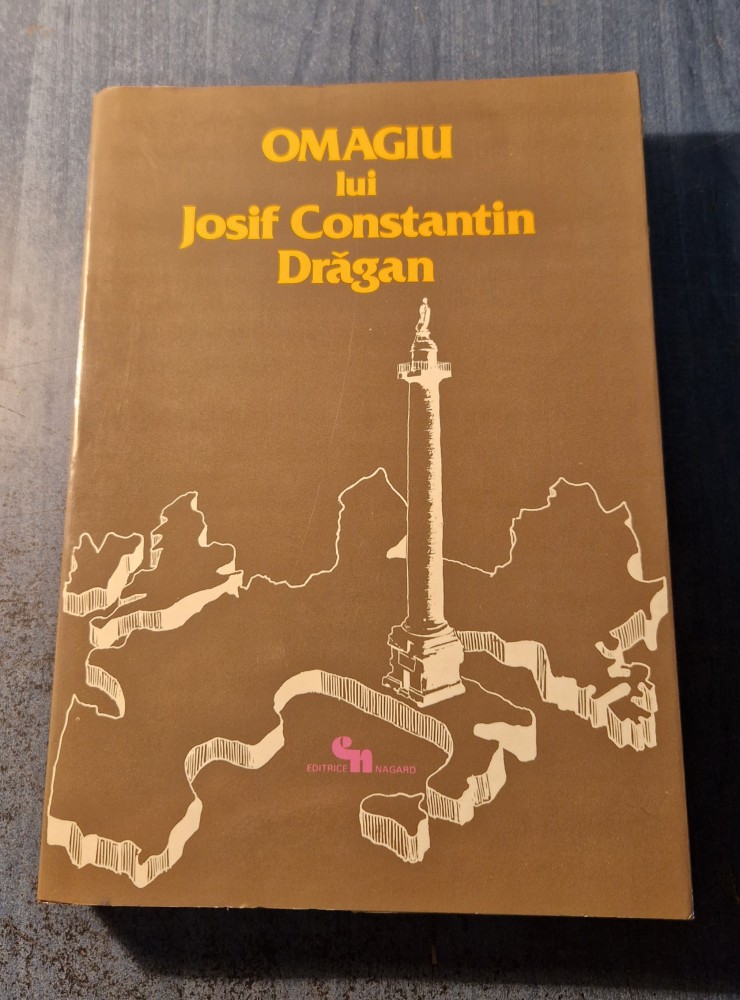 OMAGIU
lui
Josif Constantin
Drăgan
EDITRICE NAGARD